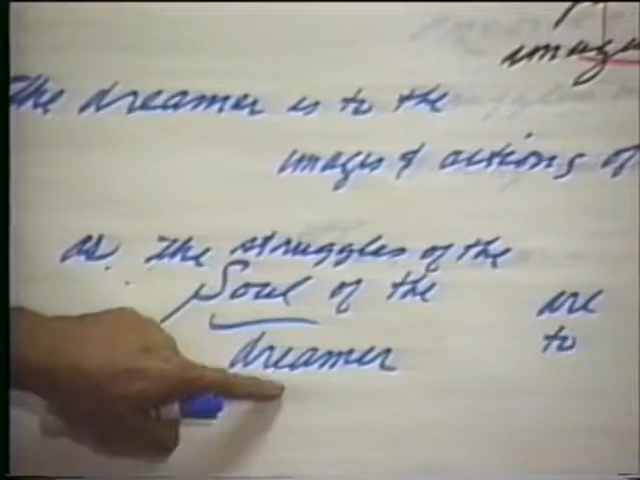 image
The dreamer is to the
images & actions of
as the struggles of the
Soul of the are
dreamer to